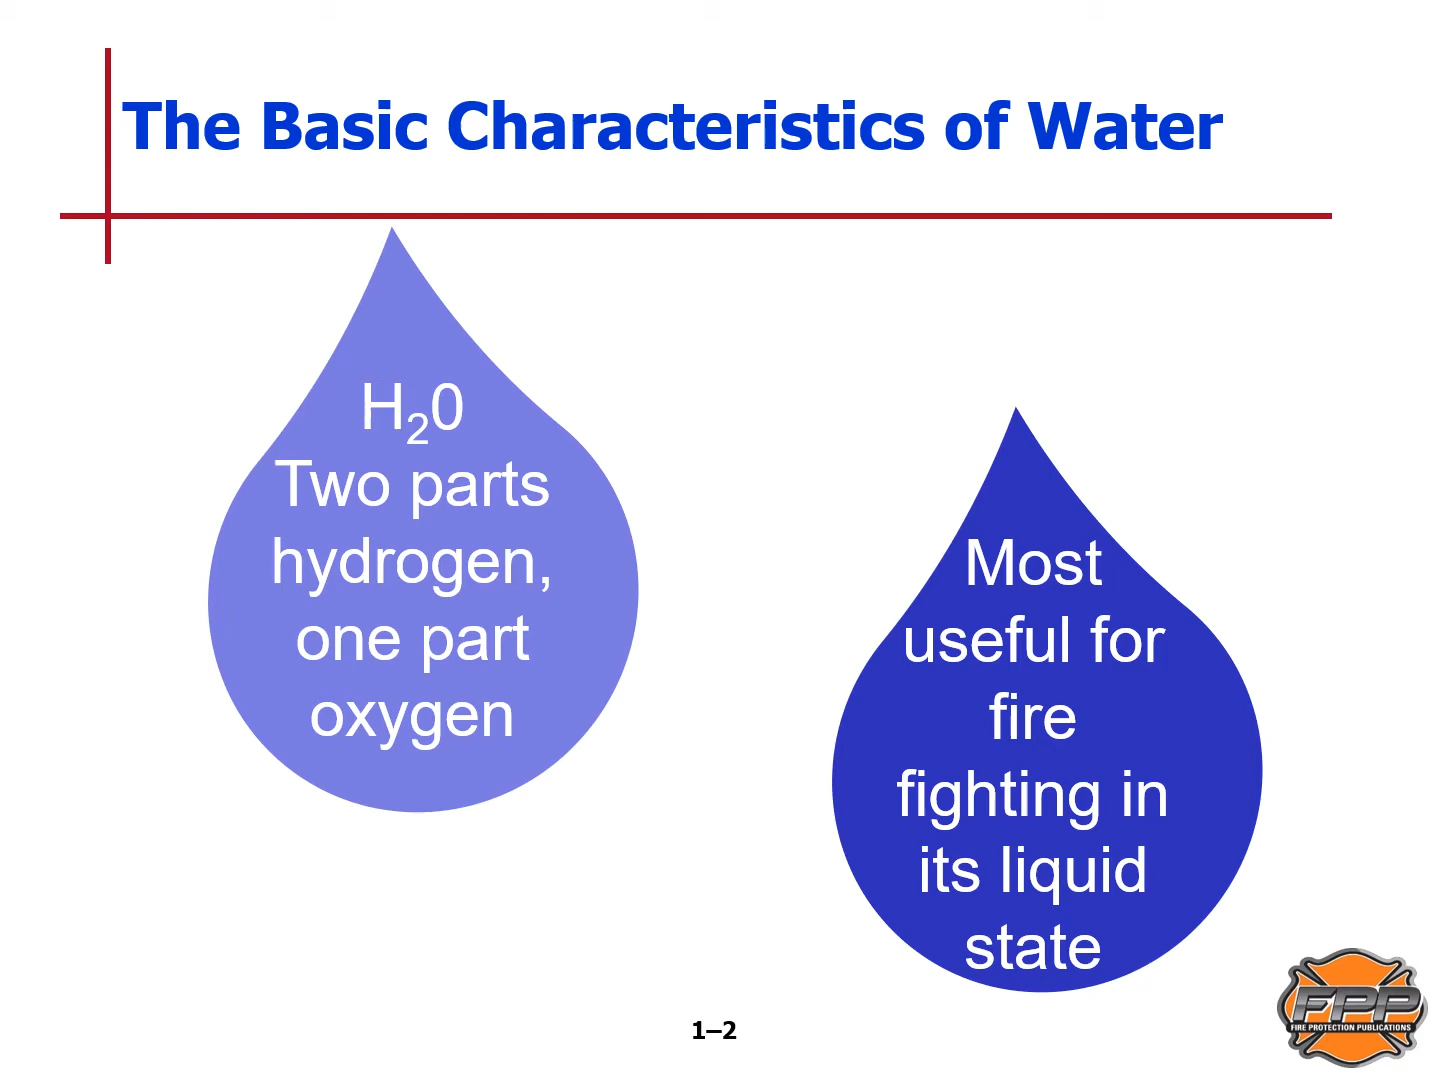 The Basic Characteristics of Water
H₂0
Two parts
hydrogen,
one part
oxygen
Most
useful for
fire
fighting in
its liquid
state
1–2
FPP
FIRE PROTECTION PUBLICATIONS